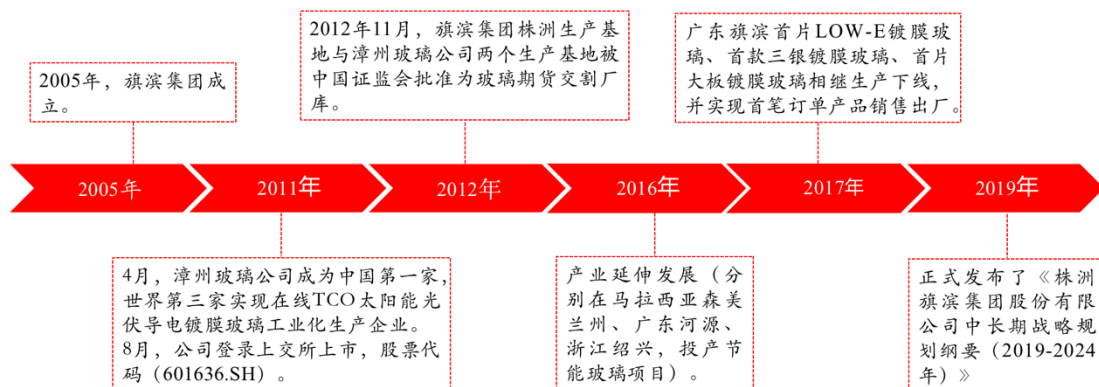 2005年，旗滨集团成
立。
2012年11月，旗滨集团株洲生产基
地与漳州玻璃公司两个生产基地被
中国证监会批准为玻璃期货交割厂
库。
广东旗滨首片LOW-E镀膜玻
璃、首款三银镀膜玻璃、首片
大板镀膜玻璃相继生产下线，
并实现首笔订单产品销售出厂。
2005年
2011年
2012年
2016年
2017年
2019年
4月，漳州玻璃公司成为中国第一家，
世界第三家实现在线TCO太阳能光
伏导电镀膜玻璃工业化生产企业。
8月，公司登录上交所上市，股票代
码（601636.SH）。
产业延伸发展（分
别在马拉西亚森美
兰州、广东河源、
浙江绍兴，投产节
能玻璃项目）。
正式发布了《株洲
旗滨集团股份有限
公司中长期战略规
划纲要（2019-2024
年）》